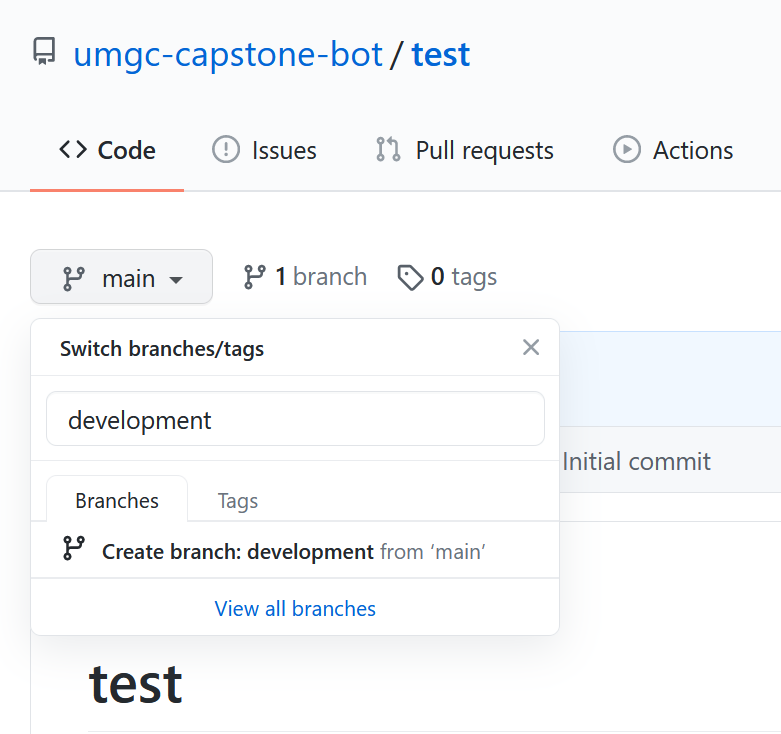 umgc-capstone-bot / test
Code Issues Pull requests Actions
main 1 branch 0 tags
Switch branches/tags
development
Initial commit
Branches Tags
Create branch: development from ‘main’
View all branches
test